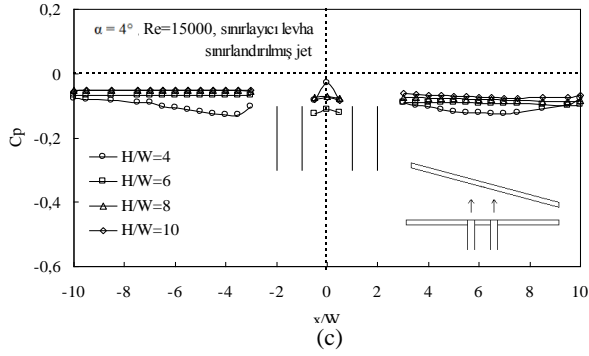 α = 4° , Re=15000, sınırlayıcı levha
sınırlandırılmış jet
0,2
0
-0,2
-0,4
-0,6
Cp
H/W=4
H/W=6
H/W=8
H/W=10
-10 -8 -6 -4 -2 0 2 4 6 8 10
x/W
(c)